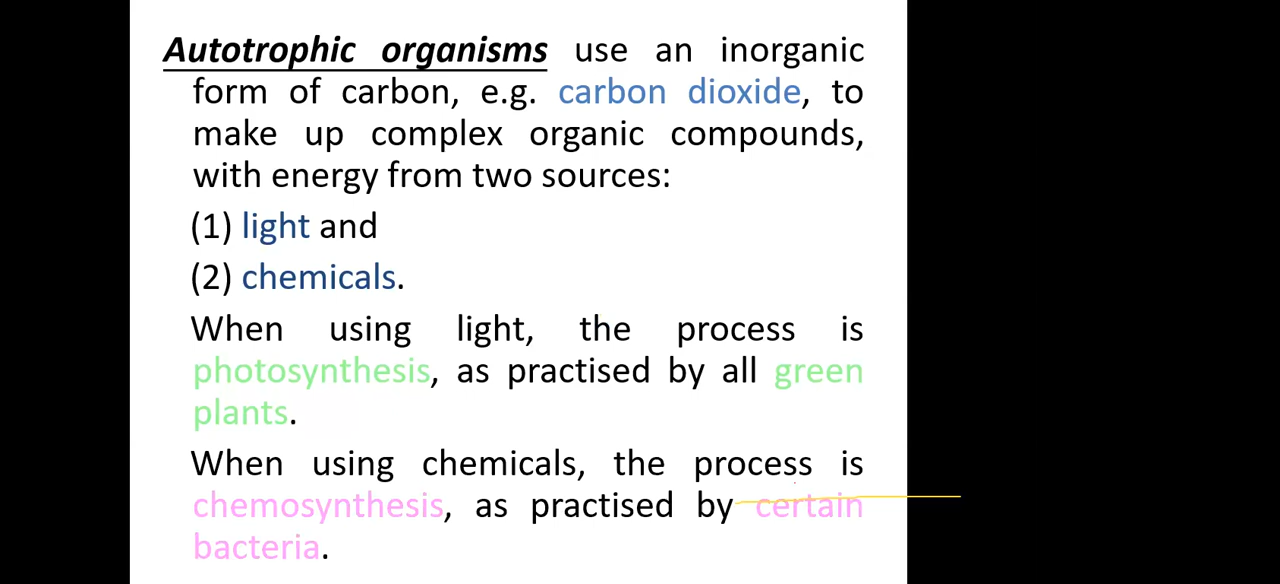 Autotrophic organisms use an inorganic
form of carbon, e.g. carbon dioxide, to
make up complex organic compounds,
with energy from two sources:
(1) light and
(2) chemicals.
When using light, the process is
photosynthesis, as practised by all green
plants.
When using chemicals, the process is
chemosynthesis, as practised by certain
bacteria.